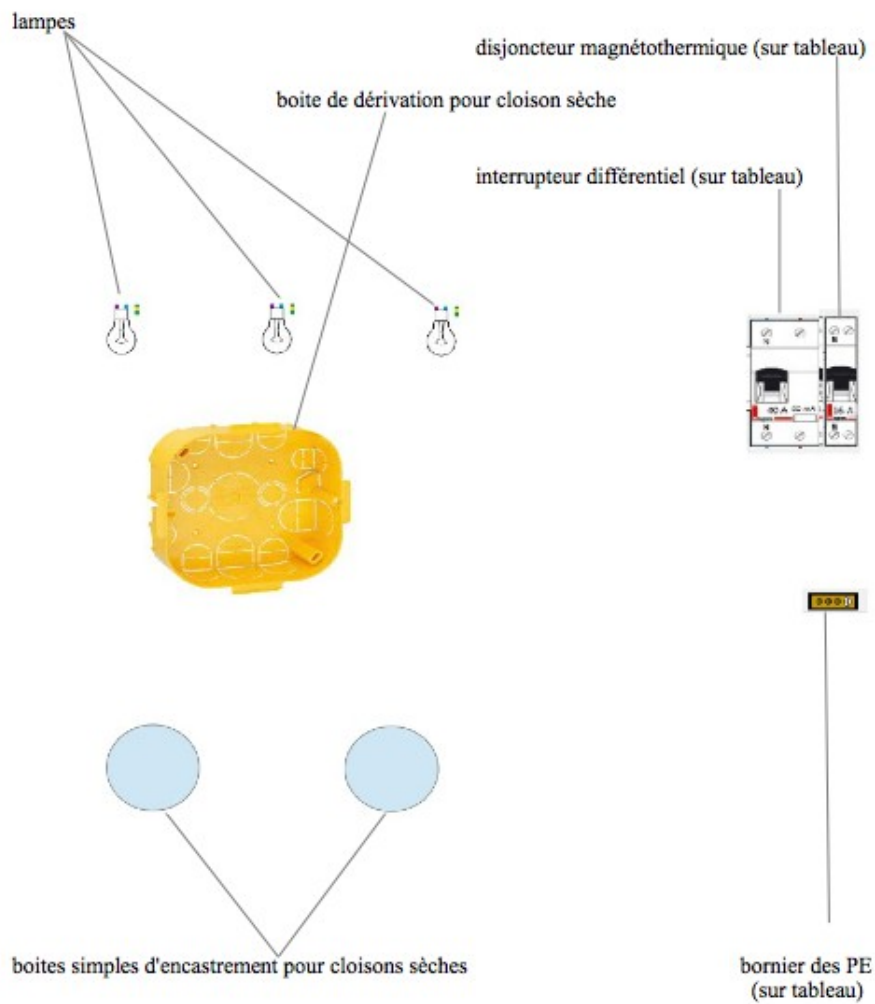 lampes
disjoncteur magnétothermique (sur tableau)
boite de dérivation pour cloison sèche
interrupteur différentiel (sur tableau)
N
N
40 A
N
N
boites simples d'encastrement pour cloisons sèches
bornier des PE
(sur tableau)